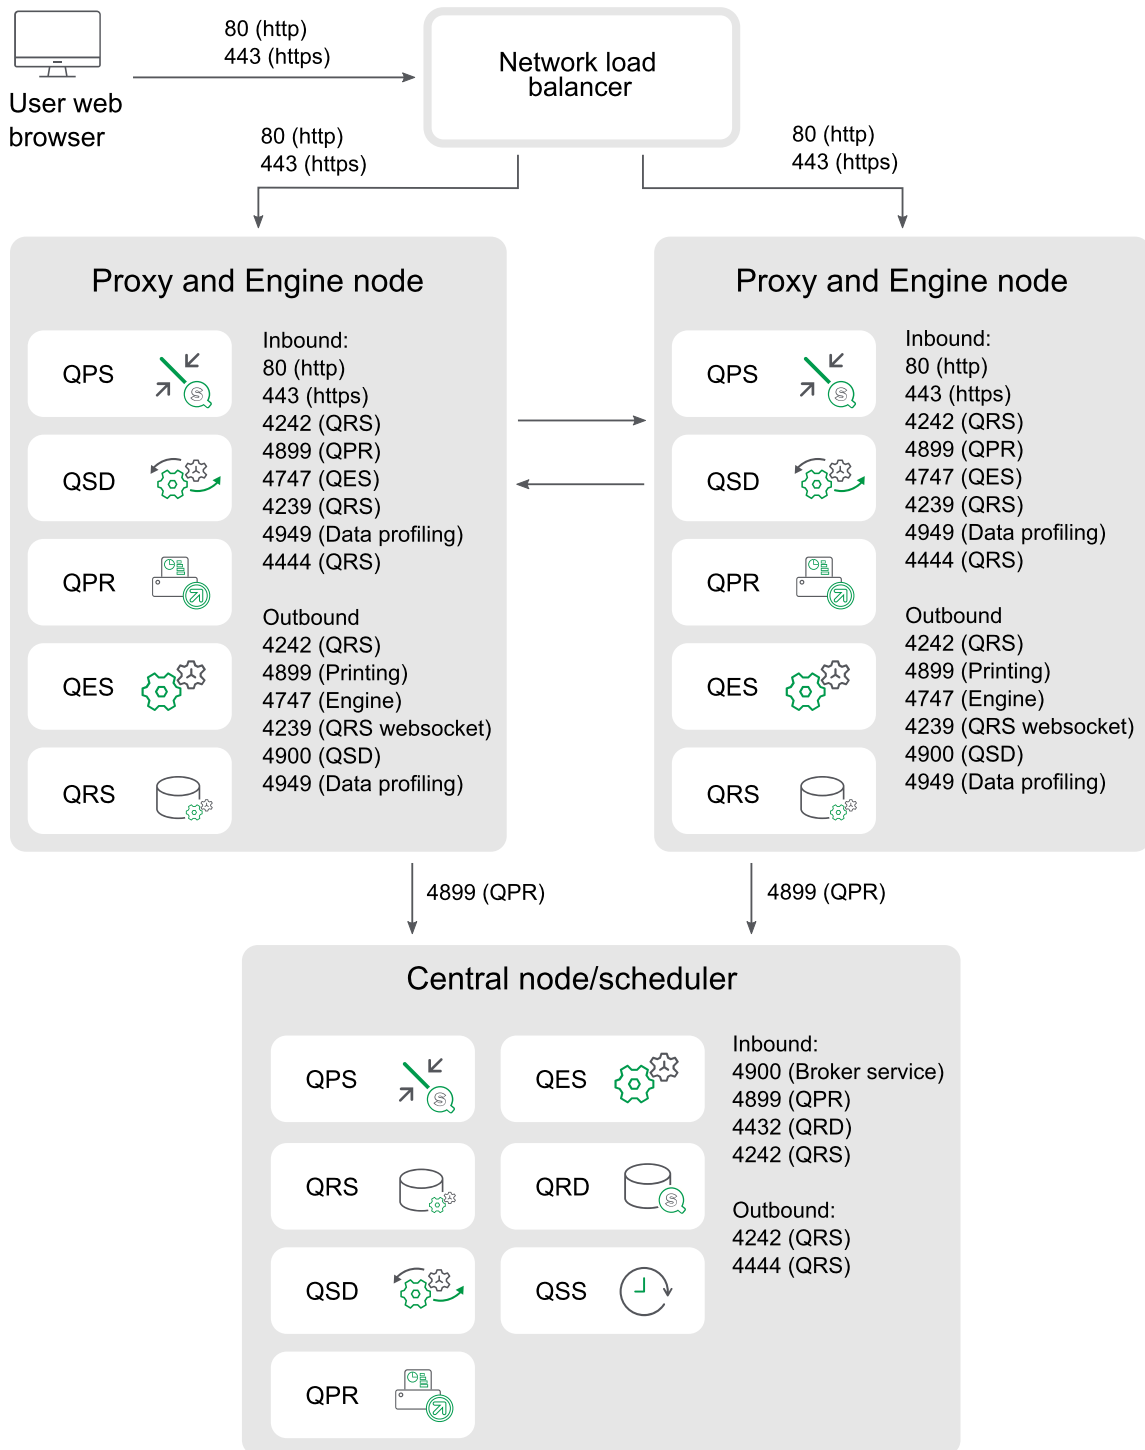 80 (http)
443 (https)
User web
browser
Network load
balancer
80 (http)
443 (https)
80 (http)
443 (https)
Proxy and Engine node
QPS
QSD
QPR
QES
QRS
Inbound:
80 (http)
443 (https)
4242 (QRS)
4899 (QPR)
4747 (QES)
4239 (QRS)
4949 (Data profiling)
4444 (QRS)
Outbound
4242 (QRS)
4899 (Printing)
4747 (Engine)
4239 (QRS websocket)
4900 (QSD)
4949 (Data profiling)
Proxy and Engine node
QPS
QSD
QPR
QES
QRS
Inbound:
80 (http)
443 (https)
4242 (QRS)
4899 (QPR)
4747 (QES)
4239 (QRS)
4949 (Data profiling)
4444 (QRS)
Outbound
4242 (QRS)
4899 (Printing)
4747 (Engine)
4239 (QRS websocket)
4900 (QSD)
4949 (Data profiling)
4899 (QPR)
4899 (QPR)
Central node/scheduler
QPS
QRS
QSD
QPR
QES
QRD
QSS
Inbound:
4900 (Broker service)
4899 (QPR)
4432 (QRD)
4242 (QRS)
Outbound:
4242 (QRS)
4444 (QRS)